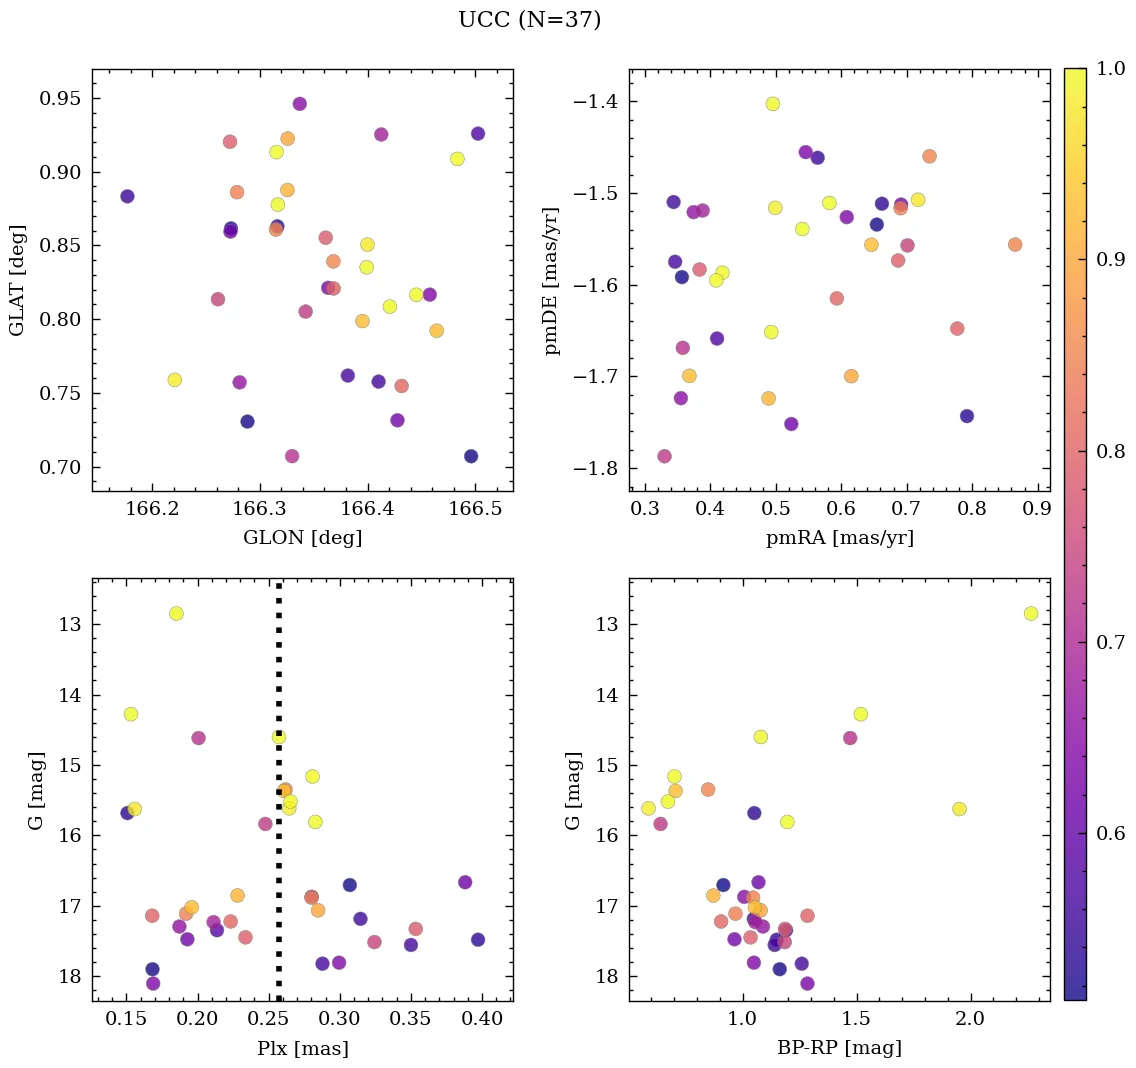 UCC (N=37)
0.95
0.90
0.85
0.80
0.75
0.70
GLAT [deg]
166.2 166.3 166.4 166.5
GLON [deg]
−1.4
−1.5
−1.6
−1.7
−1.8
pmDE [mas/yr]
0.3 0.4 0.5 0.6 0.7 0.8 0.9
pmRA [mas/yr]
13
14
15
16
17
18
G [mag]
0.15 0.20 0.25 0.30 0.35 0.40
Plx [mas]
13
14
15
16
17
18
G [mag]
1.0 1.5 2.0
BP-RP [mag]
1.0
0.9
0.8
0.7
0.6